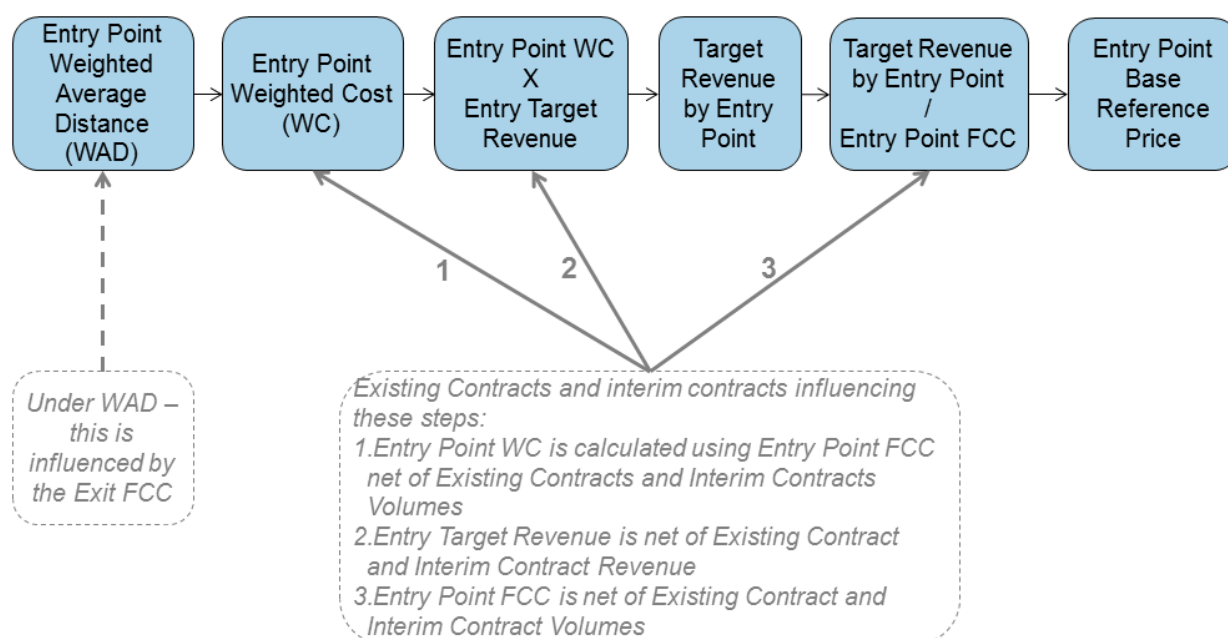 Entry Point
Weighted
Average
Distance
(WAD)
Entry Point
Weighted Cost
(WC)
Entry Point WC
X
Entry Target
Revenue
Target
Revenue
by Entry
Point
Target Revenue
by Entry Point
/
Entry Point FCC
Entry Point
Base
Reference
Price
1
2
3
Under WAD –
this is
influenced by
the Exit FCC
Existing Contracts and interim contracts influencing
these steps:
1.Entry Point WC is calculated using Entry Point FCC
net of Existing Contracts and Interim Contracts
Volumes
2.Entry Target Revenue is net of Existing Contract
and Interim Contract Revenue
3.Entry Point FCC is net of Existing Contract and
Interim Contract Volumes